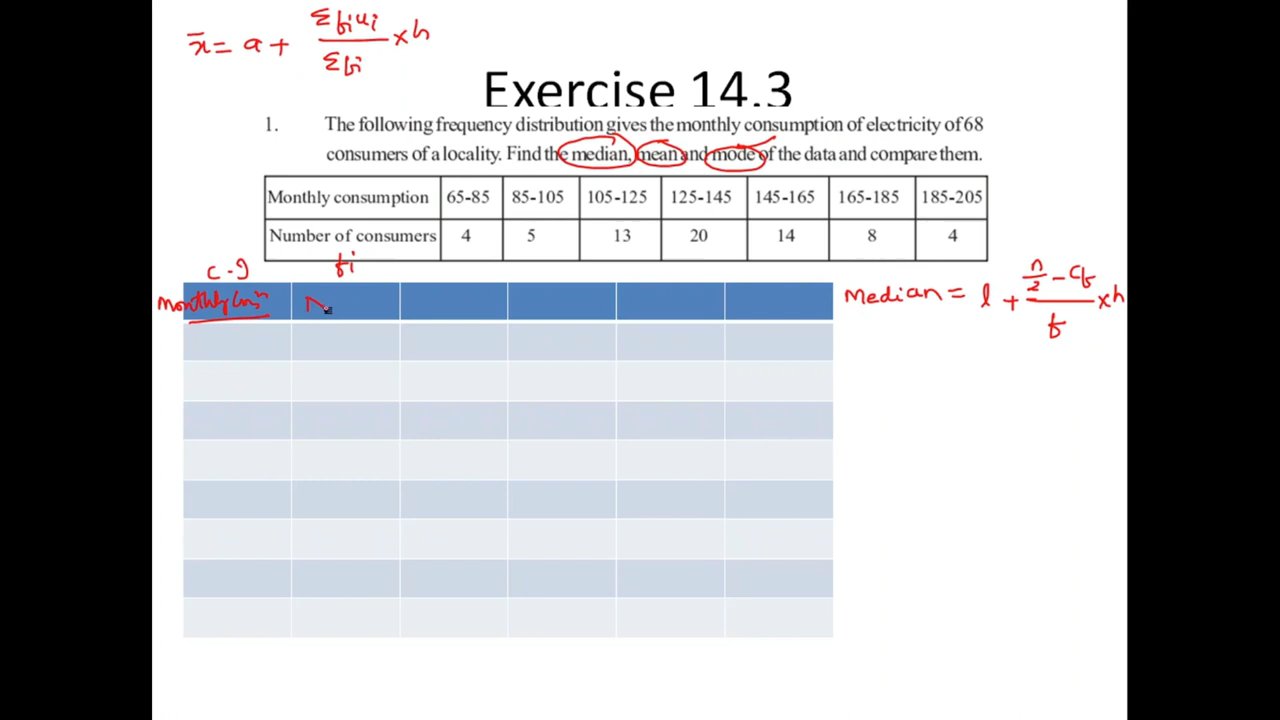 x̄ = a + Σfiui / Σfi × h
Exercise 14.3
1. The following frequency distribution gives the monthly consumption of electricity of 68
consumers of a locality. Find the median, mean and mode of the data and compare them.
Monthly consumption 65-85 85-105 105-125 125-145 145-165 165-185 185-205
Number of consumers 4 5 13 20 14 8 4
C.I fi
Monthly Consn
Median = l + (n/2 - cf) / f × h